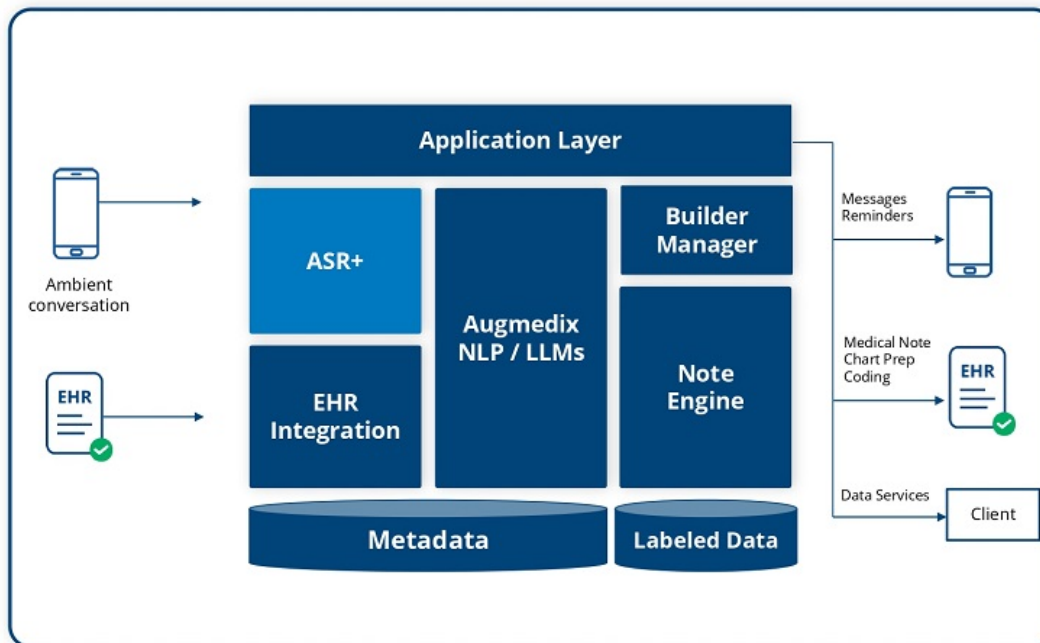 Application Layer
Ambient
conversation
EHR
ASR+
EHR
Integration
Augmedix
NLP / LLMs
Builder
Manager
Note
Engine
Metadata
Labeled Data
Messages
Reminders
Medical Note
Chart Prep
Coding
EHR
Data Services
Client